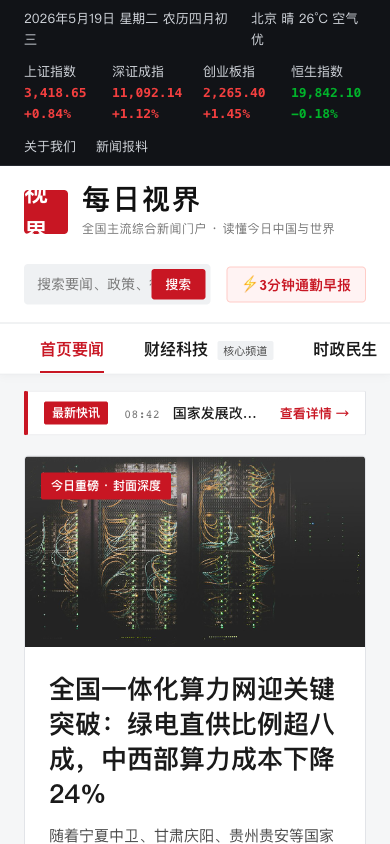 2026年5月19日 星期二 农历四月初三
北京 晴 26°C 空气优
上证指数 深证成指 创业板指 恒生指数
3,418.65 11,092.14 2,265.40 19,842.10
+0.84% +1.12% +1.45% −0.18%
关于我们 新闻报料
视界
每日视界
全国主流综合新闻门户 · 读懂今日中国与世界
搜索要闻、政策、
搜索
⚡3分钟通勤早报
首页要闻 财经科技 核心频道 时政民生
最新快讯 08:42 国家发展改… 查看详情 →
今日重磅 · 封面深度
全国一体化算力网迎关键
突破：绿电直供比例超八
成，中西部算力成本下降
24%
随着宁夏中卫、甘肃庆阳、贵州贵安等国家